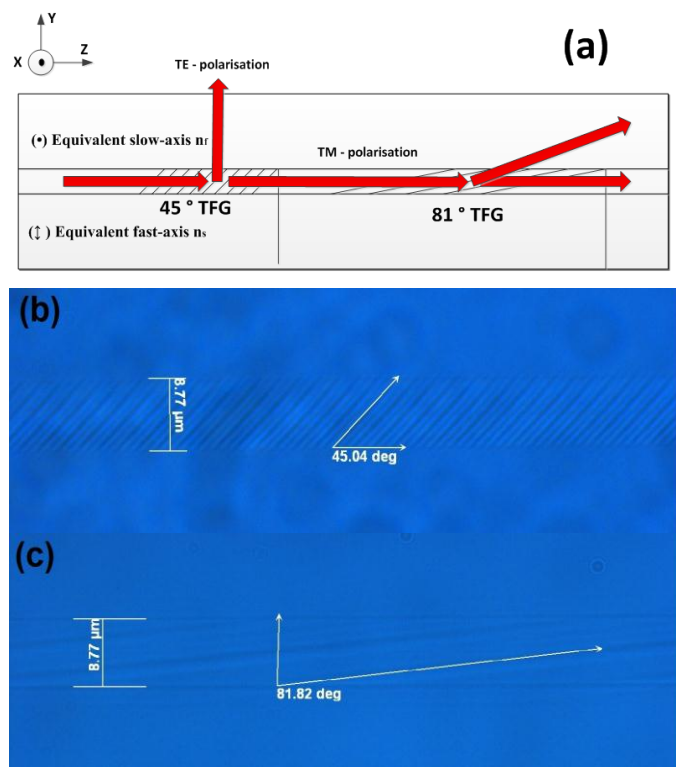 (a)
Y
X
Z
TE - polarisation
(•) Equivalent slow-axis nf
TM - polarisation
45 ° TFG
81 ° TFG
(↕) Equivalent fast-axis ns
(b)
8.77 μm
45.04 deg
(c)
8.77 μm
81.82 deg